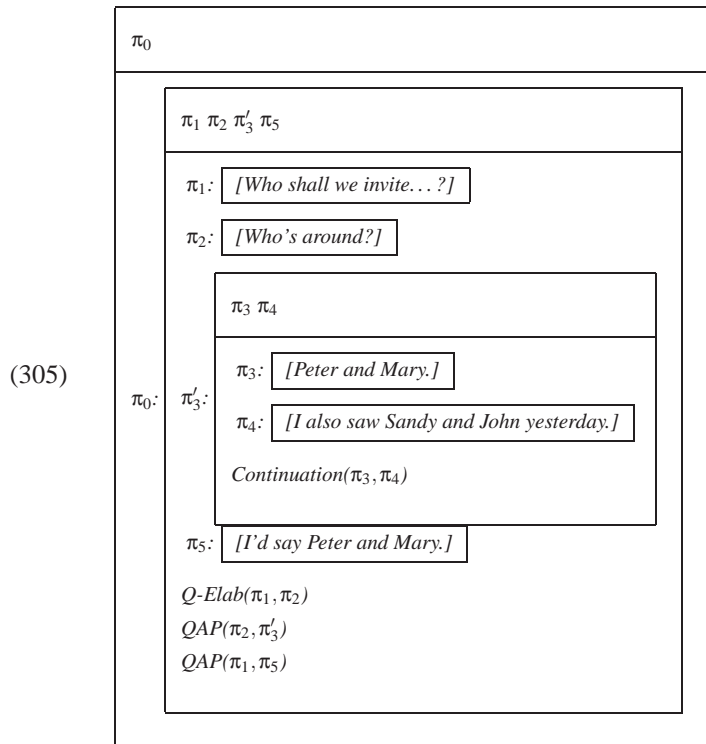 π₀
π₁ π₂ π′₃ π₅
π₁: [Who shall we invite. . . ?]
π₂: [Who's around?]
π₃ π₄
π₃: [Peter and Mary.]
(305) π₀: π′₃:
π₄: [I also saw Sandy and John yesterday.]
Continuation(π₃, π₄)
π₅: [I'd say Peter and Mary.]
Q-Elab(π₁, π₂)
QAP(π₂, π′₃)
QAP(π₁, π₅)